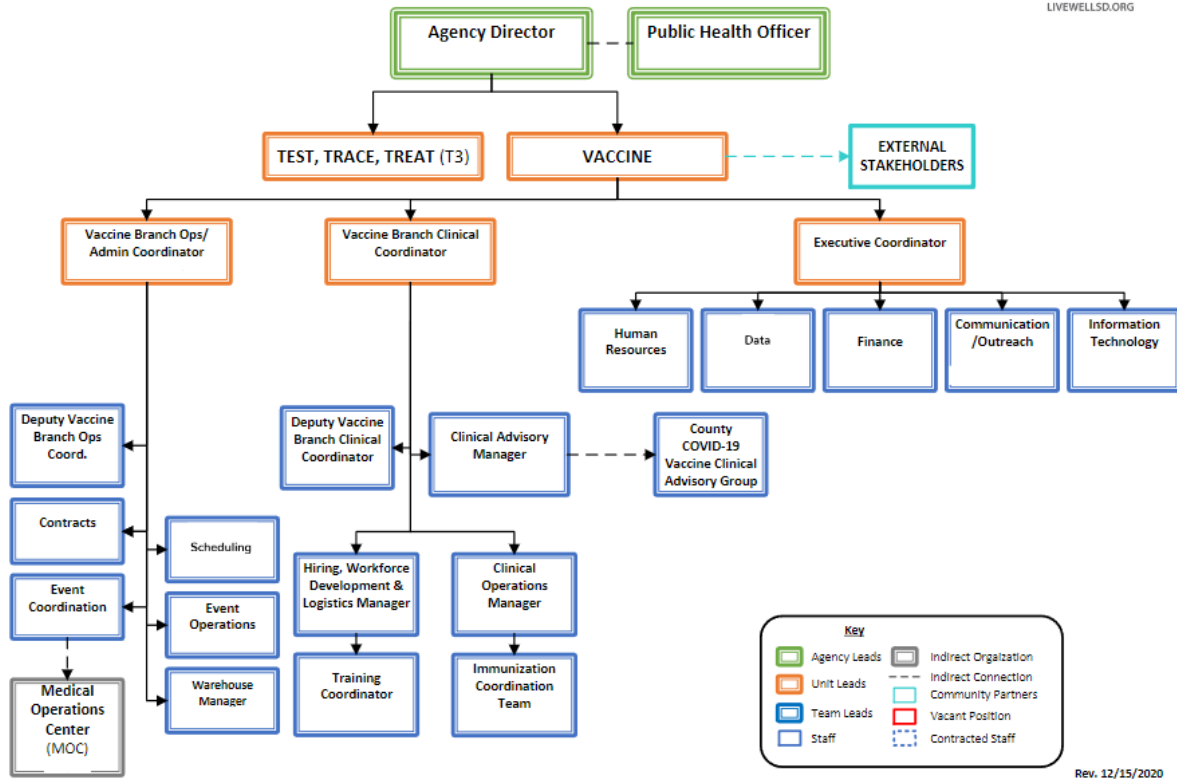 LIVEWELLSD.ORG
Agency Director
Public Health Officer
TEST, TRACE, TREAT (T3)
VACCINE
EXTERNAL
STAKEHOLDERS
Vaccine Branch Ops/
Admin Coordinator
Vaccine Branch Clinical
Coordinator
Executive Coordinator
Human
Resources
Data
Finance
Communication
/Outreach
Information
Technology
Deputy Vaccine
Branch Ops
Coord.
Deputy Vaccine
Branch Clinical
Coordinator
Clinical Advisory
Manager
County
COVID-19
Vaccine Clinical
Advisory Group
Contracts
Scheduling
Hiring, Workforce
Development &
Logistics Manager
Clinical
Operations
Manager
Event
Coordination
Event
Operations
Training
Coordinator
Immunization
Coordination
Team
Medical
Operations
Center
(MOC)
Warehouse
Manager
Key
Agency Leads
Unit Leads
Team Leads
Staff
Indirect Orgaization
Indirect Connection
Community Partners
Vacant Position
Contracted Staff
Rev. 12/15/2020